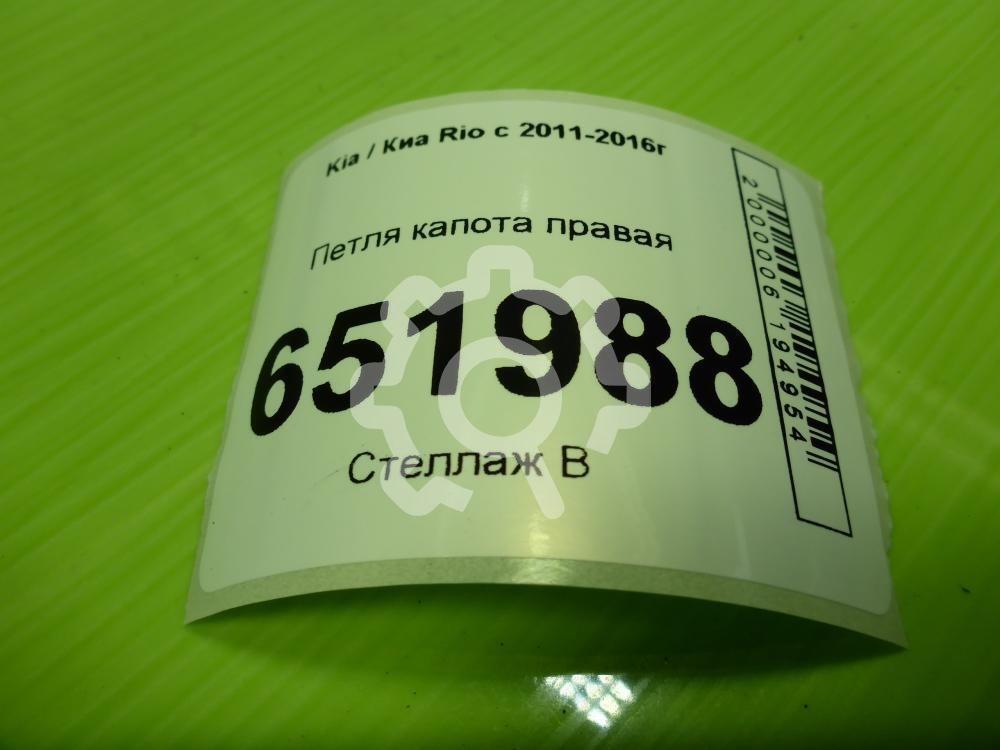 Kia / Киа Rio с 2011-2016г
Петля капота правая
651988
Стеллаж В
2000006194954